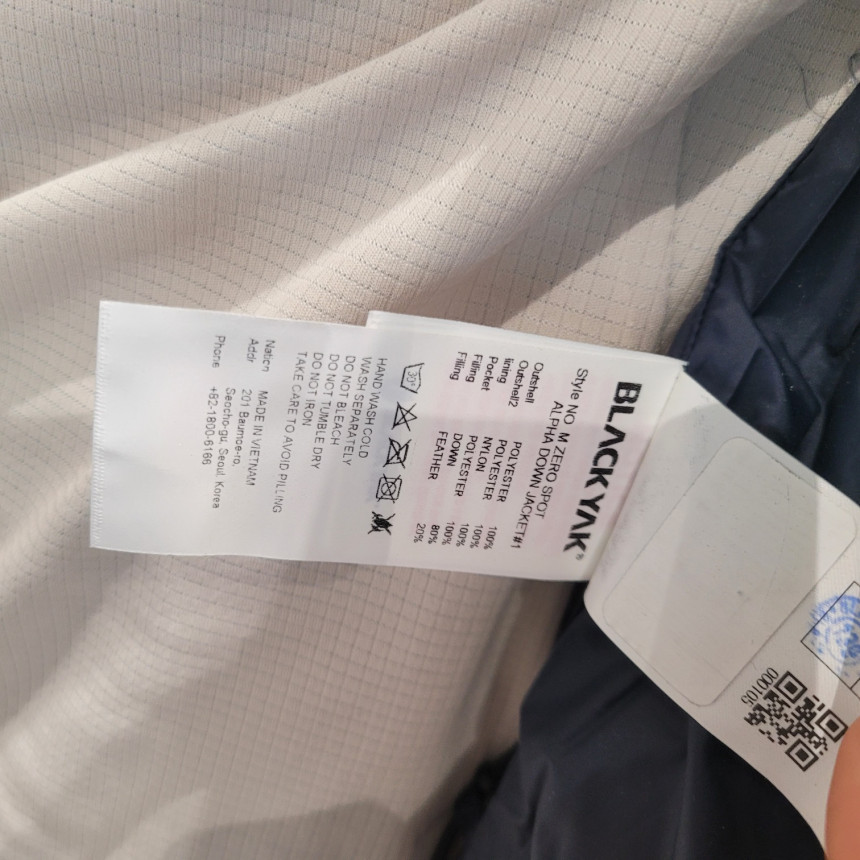 BLACKYAK®
Style NO M ZERO SPOT
ALPHA DOWN JACKET#1
Outshell POLYESTER 100%
Outshell2 POLYESTER 100%
lining NYLON 100%
Pocket POLYESTER 100%
Filling DOWN 80%
Filling FEATHER 20%
30°
HAND WASH COLD
WASH SEPARATELY
DO NOT BLEACH
DO NOT TUMBLE DRY
DO NOT IRON
TAKE CARE TO AVOID PILLING
Nation MADE IN VIETNAM
Addr 201 Baumoe-ro,
Seocho-gu, Seoul, Korea
Phone +82-1800-6166
000105